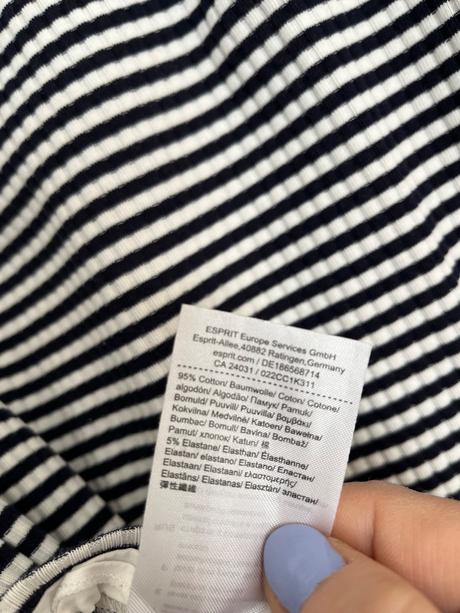 ESPRIT Europe Services GmbH
Esprit-Allee,40882 Ratingen,Germany
esprit.com / DE186568714
CA 24031 / 022CC1K311
95% Cotton/ Baumwolle/ Coton/ Cotone/
algodón/ Algodão/ Памук/ Pamuk/
Bomuld/ Puuvill/ Puuvilla/ βαμβάκι/
Kokvilna/ Medvilnė/ Katoen/ Bawełna/
Bumbac/ Bomull/ Bavlna/ Bombaž/
Pamut/ хлопок/ Katun/ 棉
5% Elastane/ Elasthan/ Élasthanne/
Elastan/ elastano/ Elastano/ Еластан/
Elastaan/ Elastaani/ ελαστομερής/
Elastāns/ Elastanas/ Elasztán/ эластан/
彈性纖維